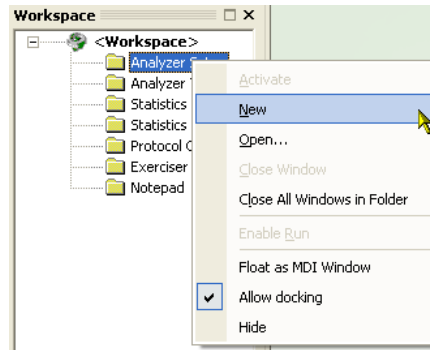 Workspace
<Workspace>
Analyzer
Analyzer
Statistics
Statistics
Protocol
Exerciser
Notepad
Activate
New
Open...
Close Window
Close All Windows in Folder
Enable Run
Float as MDI Window
Allow docking
Hide